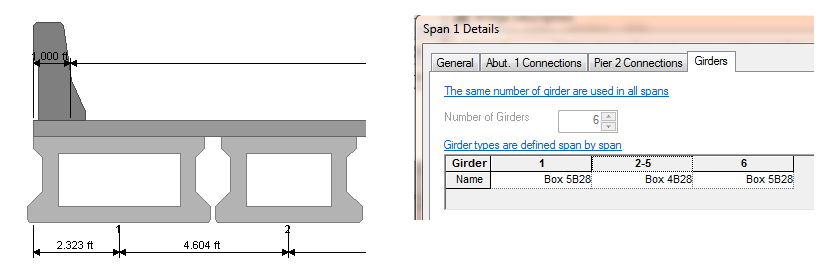 1.000 ft
1
2
2.323 ft
4.604 ft
Span 1 Details
General
Abut. 1 Connections
Pier 2 Connections
Girders
The same number of girder are used in all spans
Number of Girders
6
Girder types are defined span by span
Girder 1 2-5 6
Name Box 5B28 Box 4B28 Box 5B28